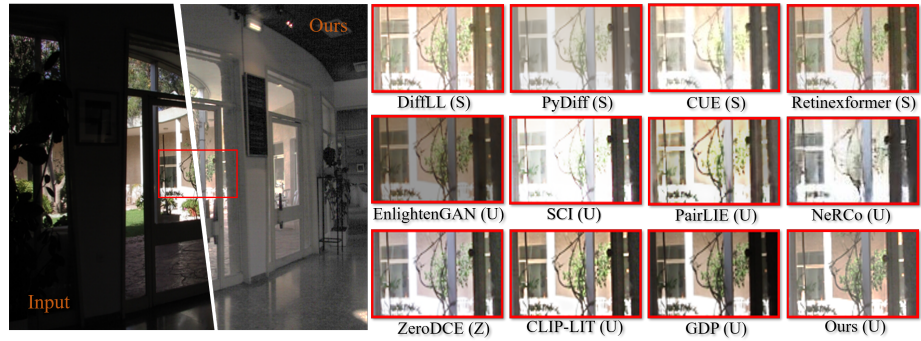 Ours
Input
DiffLL (S)
PyDiff (S)
CUE (S)
Retinexformer (S)
EnlightenGAN (U)
SCI (U)
PairLIE (U)
NeRCo (U)
ZeroDCE (Z)
CLIP-LIT (U)
GDP (U)
Ours (U)